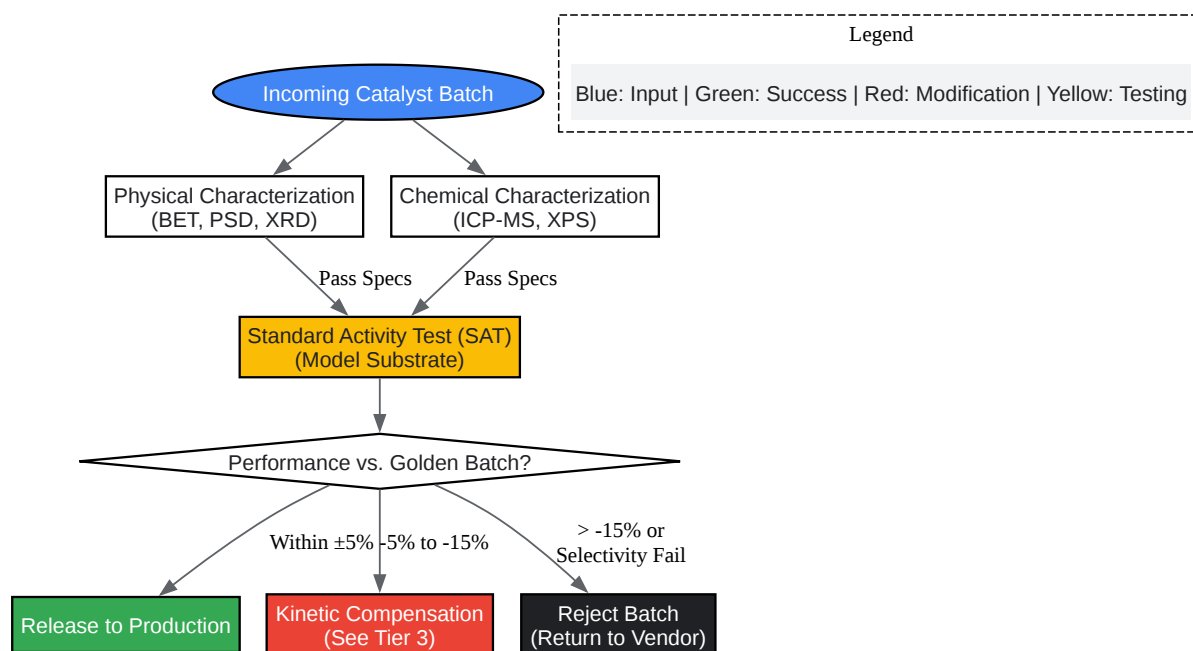 Legend
Blue: Input | Green: Success | Red: Modification | Yellow: Testing
Incoming Catalyst Batch
Physical Characterization
(BET, PSD, XRD)
Chemical Characterization
(ICP-MS, XPS)
Pass Specs
Pass Specs
Standard Activity Test (SAT)
(Model Substrate)
Performance vs. Golden Batch?
Within ±5%
-5% to -15%
> -15% or
Selectivity Fail
Release to Production
Kinetic Compensation
(See Tier 3)
Reject Batch
(Return to Vendor)